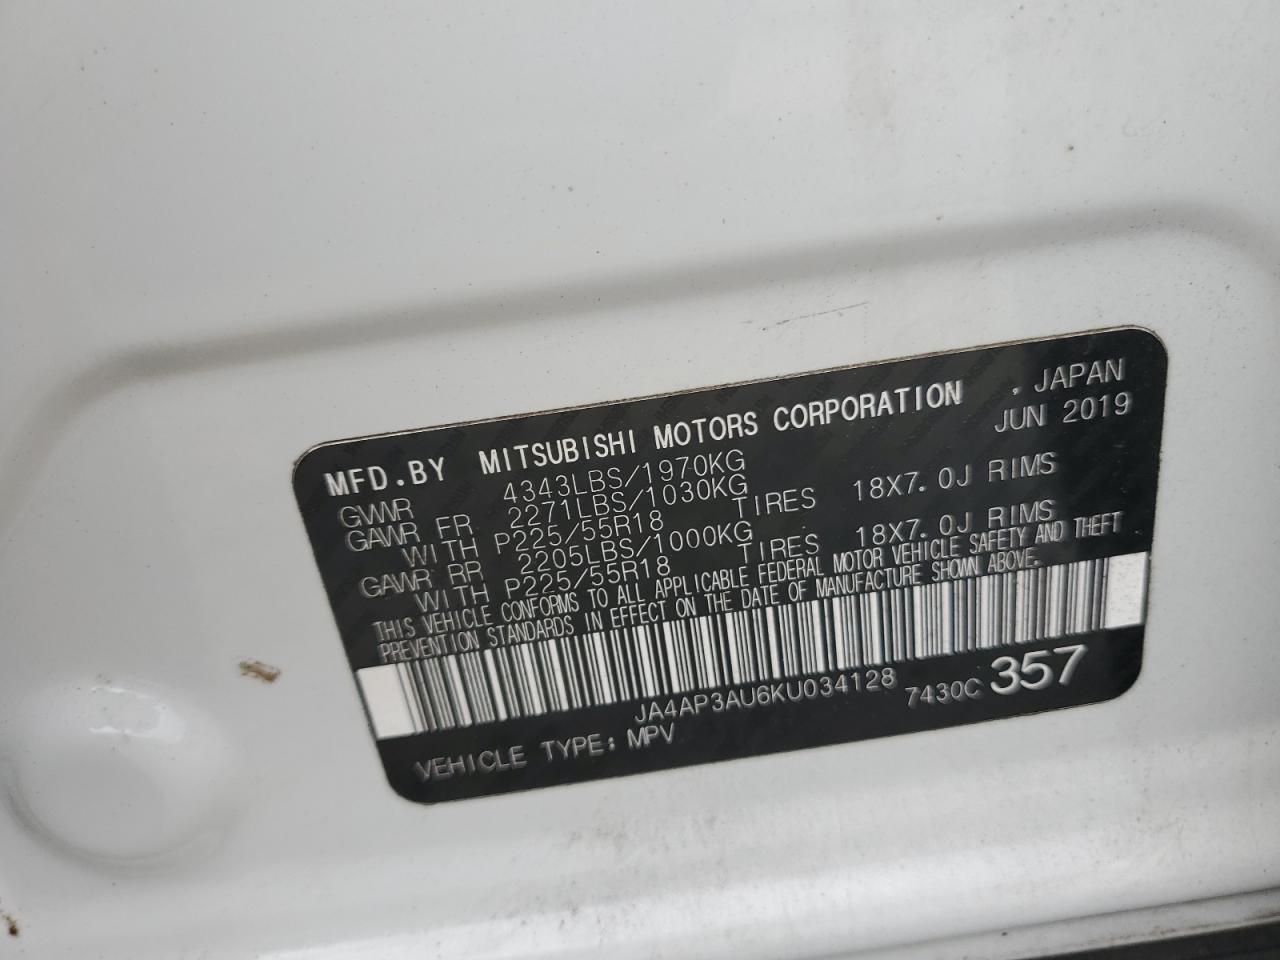 MFD.BY MITSUBISHI MOTORS CORPORATION , JAPAN
JUN 2019
GVWR 4343LBS/1970KG
GAWR FR 2271LBS/1030KG
WITH P225/55R18 TIRES 18X7.0J RIMS
GAWR RR 2205LBS/1000KG
WITH P225/55R18 TIRES 18X7.0J RIMS
THIS VEHICLE CONFORMS TO ALL APPLICABLE FEDERAL MOTOR VEHICLE SAFETY AND THEFT
PREVENTION STANDARDS IN EFFECT ON THE DATE OF MANUFACTURE SHOWN ABOVE.
JA4AP3AU6KU034128 7430C 357
VEHICLE TYPE: MPV